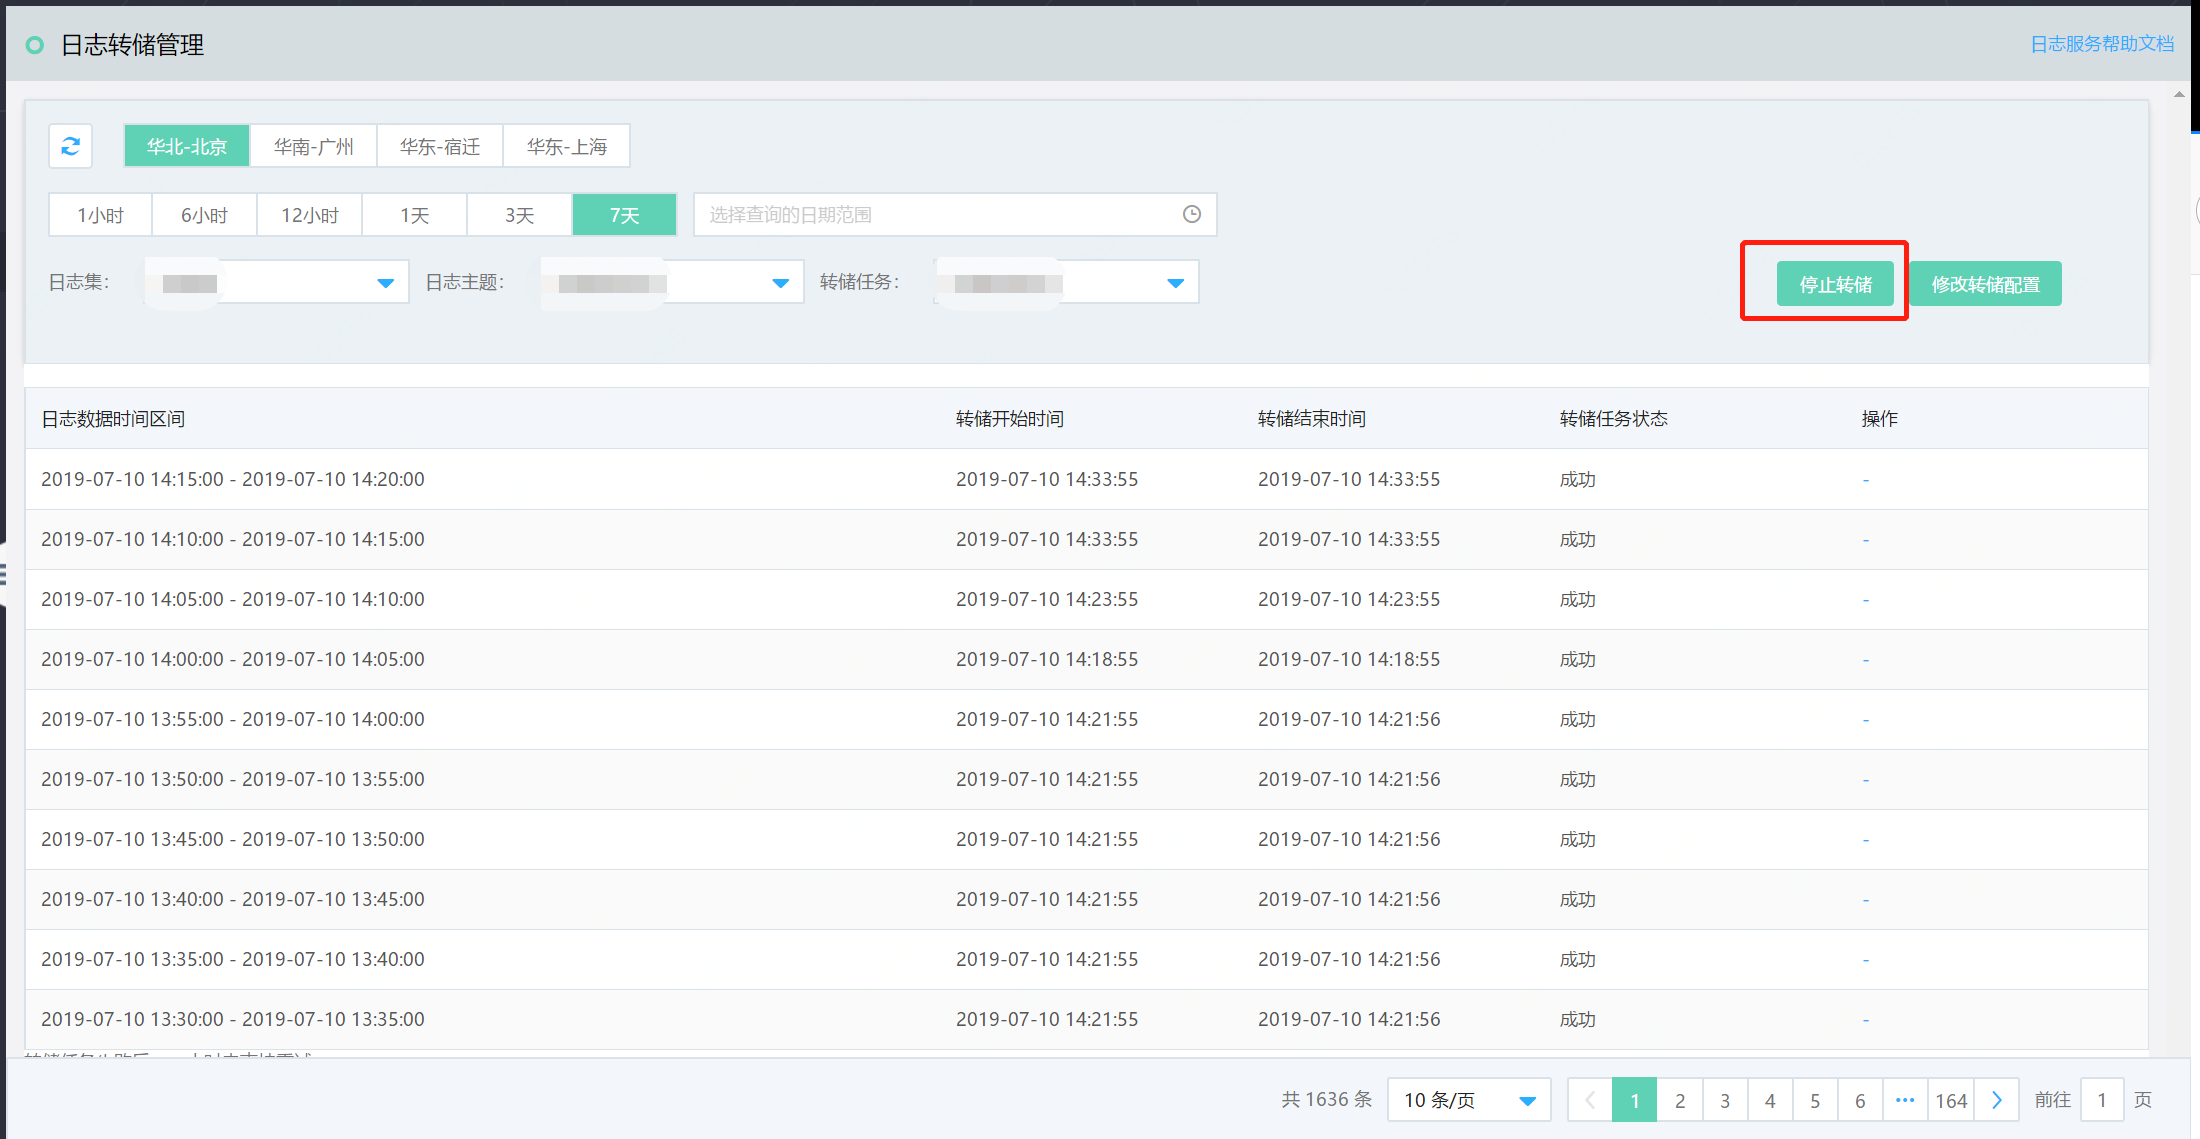 日志转储管理
日志服务帮助文档
华北-北京 华南-广州 华东-宿迁 华东-上海
1小时 6小时 12小时 1天 3天 7天 选择查询的日期范围
日志集： 日志主题： 转储任务： 停止转储 修改转储配置
日志数据时间区间 转储开始时间 转储结束时间 转储任务状态 操作
2019-07-10 14:15:00 - 2019-07-10 14:20:00 2019-07-10 14:33:55 2019-07-10 14:33:55 成功 -
2019-07-10 14:10:00 - 2019-07-10 14:15:00 2019-07-10 14:33:55 2019-07-10 14:33:55 成功 -
2019-07-10 14:05:00 - 2019-07-10 14:10:00 2019-07-10 14:23:55 2019-07-10 14:23:55 成功 -
2019-07-10 14:00:00 - 2019-07-10 14:05:00 2019-07-10 14:18:55 2019-07-10 14:18:55 成功 -
2019-07-10 13:55:00 - 2019-07-10 14:00:00 2019-07-10 14:21:55 2019-07-10 14:21:56 成功 -
2019-07-10 13:50:00 - 2019-07-10 13:55:00 2019-07-10 14:21:55 2019-07-10 14:21:56 成功 -
2019-07-10 13:45:00 - 2019-07-10 13:50:00 2019-07-10 14:21:55 2019-07-10 14:21:56 成功 -
2019-07-10 13:40:00 - 2019-07-10 13:45:00 2019-07-10 14:21:55 2019-07-10 14:21:56 成功 -
2019-07-10 13:35:00 - 2019-07-10 13:40:00 2019-07-10 14:21:55 2019-07-10 14:21:56 成功 -
2019-07-10 13:30:00 - 2019-07-10 13:35:00 2019-07-10 14:21:55 2019-07-10 14:21:56 成功 -
共 1636 条 10 条/页 1 2 3 4 5 6 ··· 164 前往 1 页